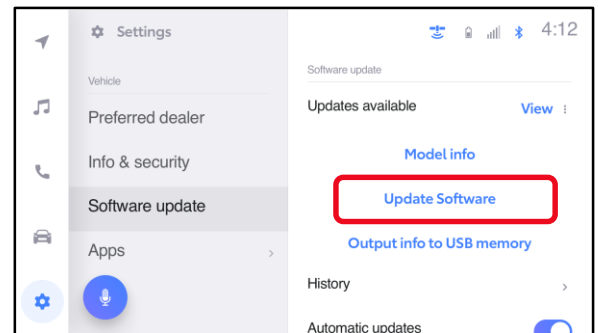 Settings
4:12
Vehicle
Preferred dealer
Info & security
Software update
Apps
Software update
Updates available
View
Model info
Update Software
Output info to USB memory
History
Automatic updates